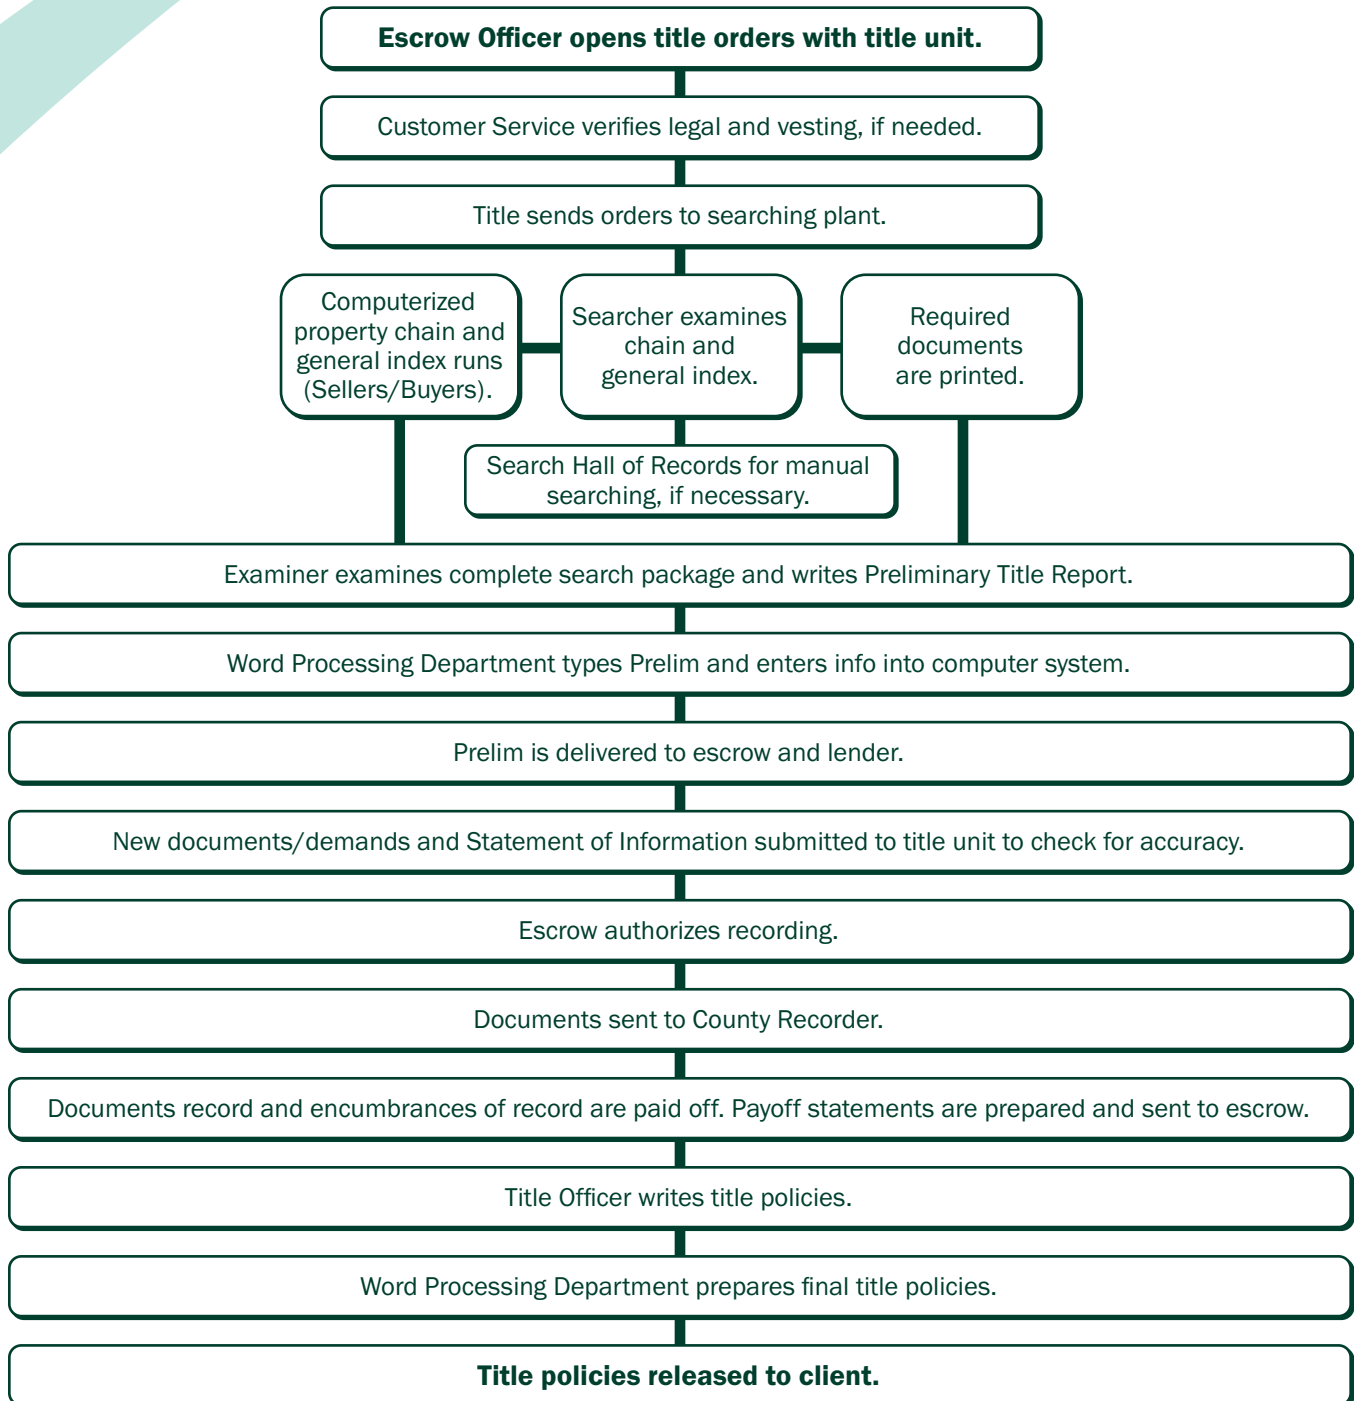 Escrow Officer opens title orders with title unit.
Customer Service verifies legal and vesting, if needed.
Title sends orders to searching plant.
Computerized
property chain and
general index runs
(Sellers/Buyers).
Searcher examines
chain and
general index.
Required
documents
are printed.
Search Hall of Records for manual
searching, if necessary.
Examiner examines complete search package and writes Preliminary Title Report.
Word Processing Department types Prelim and enters info into computer system.
Prelim is delivered to escrow and lender.
New documents/demands and Statement of Information submitted to title unit to check for accuracy.
Escrow authorizes recording.
Documents sent to County Recorder.
Documents record and encumbrances of record are paid off. Payoff statements are prepared and sent to escrow.
Title Officer writes title policies.
Word Processing Department prepares final title policies.
Title policies released to client.